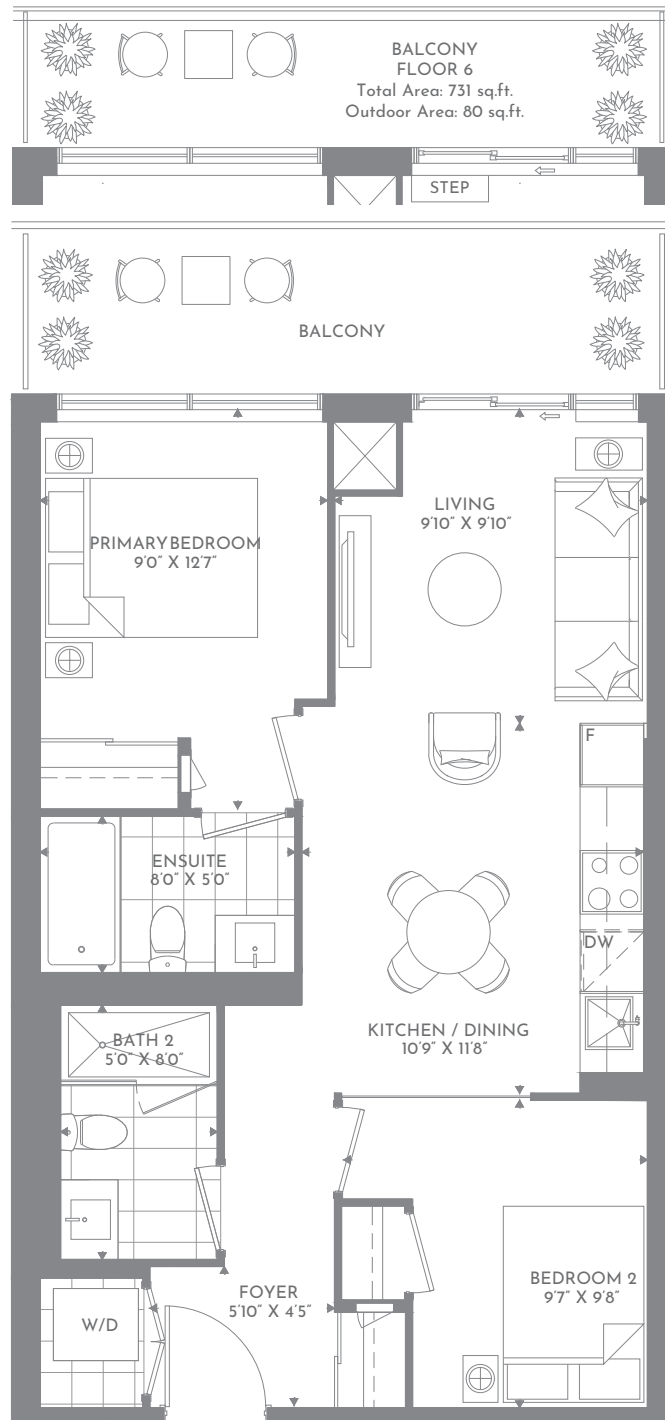 BALCONY
FLOOR 6
Total Area: 731 sq.ft.
Outdoor Area: 80 sq.ft.
STEP
BALCONY
LIVING
9'10" X 9'10"
PRIMARY BEDROOM
9'0" X 12'7"
F
ENSUITE
8'0" X 5'0"
DW
KITCHEN / DINING
10'9" X 11'8"
BATH 2
5'0" X 8'0"
BEDROOM 2
9'7" X 9'8"
FOYER
5'10" X 4'5"
W/D